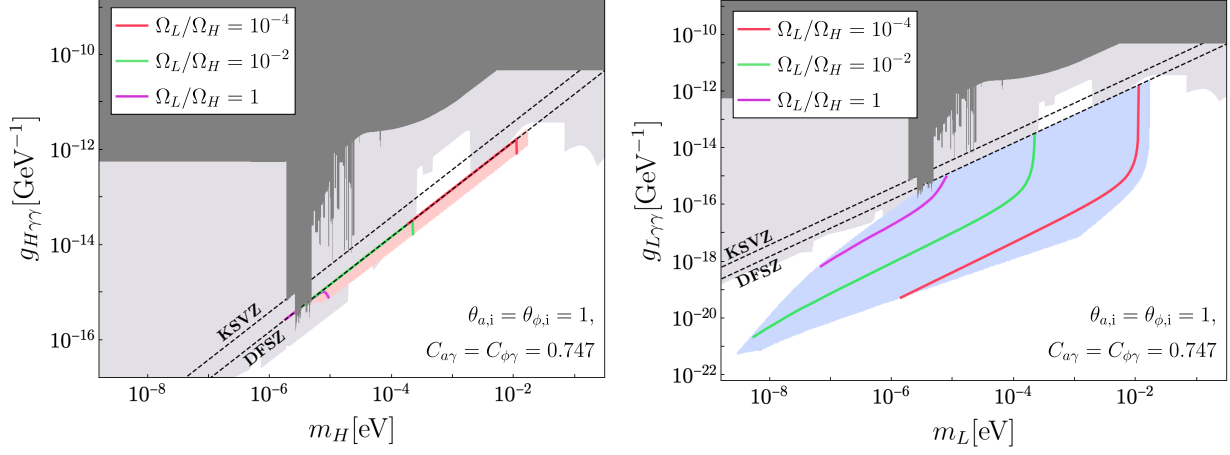 Ω_L/Ω_H = 10⁻⁴
Ω_L/Ω_H = 10⁻²
Ω_L/Ω_H = 1
g_{Hγγ}[GeV⁻¹]
10⁻¹⁰
10⁻¹²
10⁻¹⁴
10⁻¹⁶
KSVZ
DFSZ
θ_{a,i} = θ_{ϕ,i} = 1,
C_{aγ} = C_{ϕγ} = 0.747
10⁻⁸ 10⁻⁶ 10⁻⁴ 10⁻²
m_H[eV]
Ω_L/Ω_H = 10⁻⁴
Ω_L/Ω_H = 10⁻²
Ω_L/Ω_H = 1
g_{Lγγ}[GeV⁻¹]
10⁻¹⁰
10⁻¹²
10⁻¹⁴
10⁻¹⁶
10⁻¹⁸
10⁻²⁰
10⁻²²
KSVZ
DFSZ
θ_{a,i} = θ_{ϕ,i} = 1,
C_{aγ} = C_{ϕγ} = 0.747
10⁻⁸ 10⁻⁶ 10⁻⁴ 10⁻²
m_L[eV]